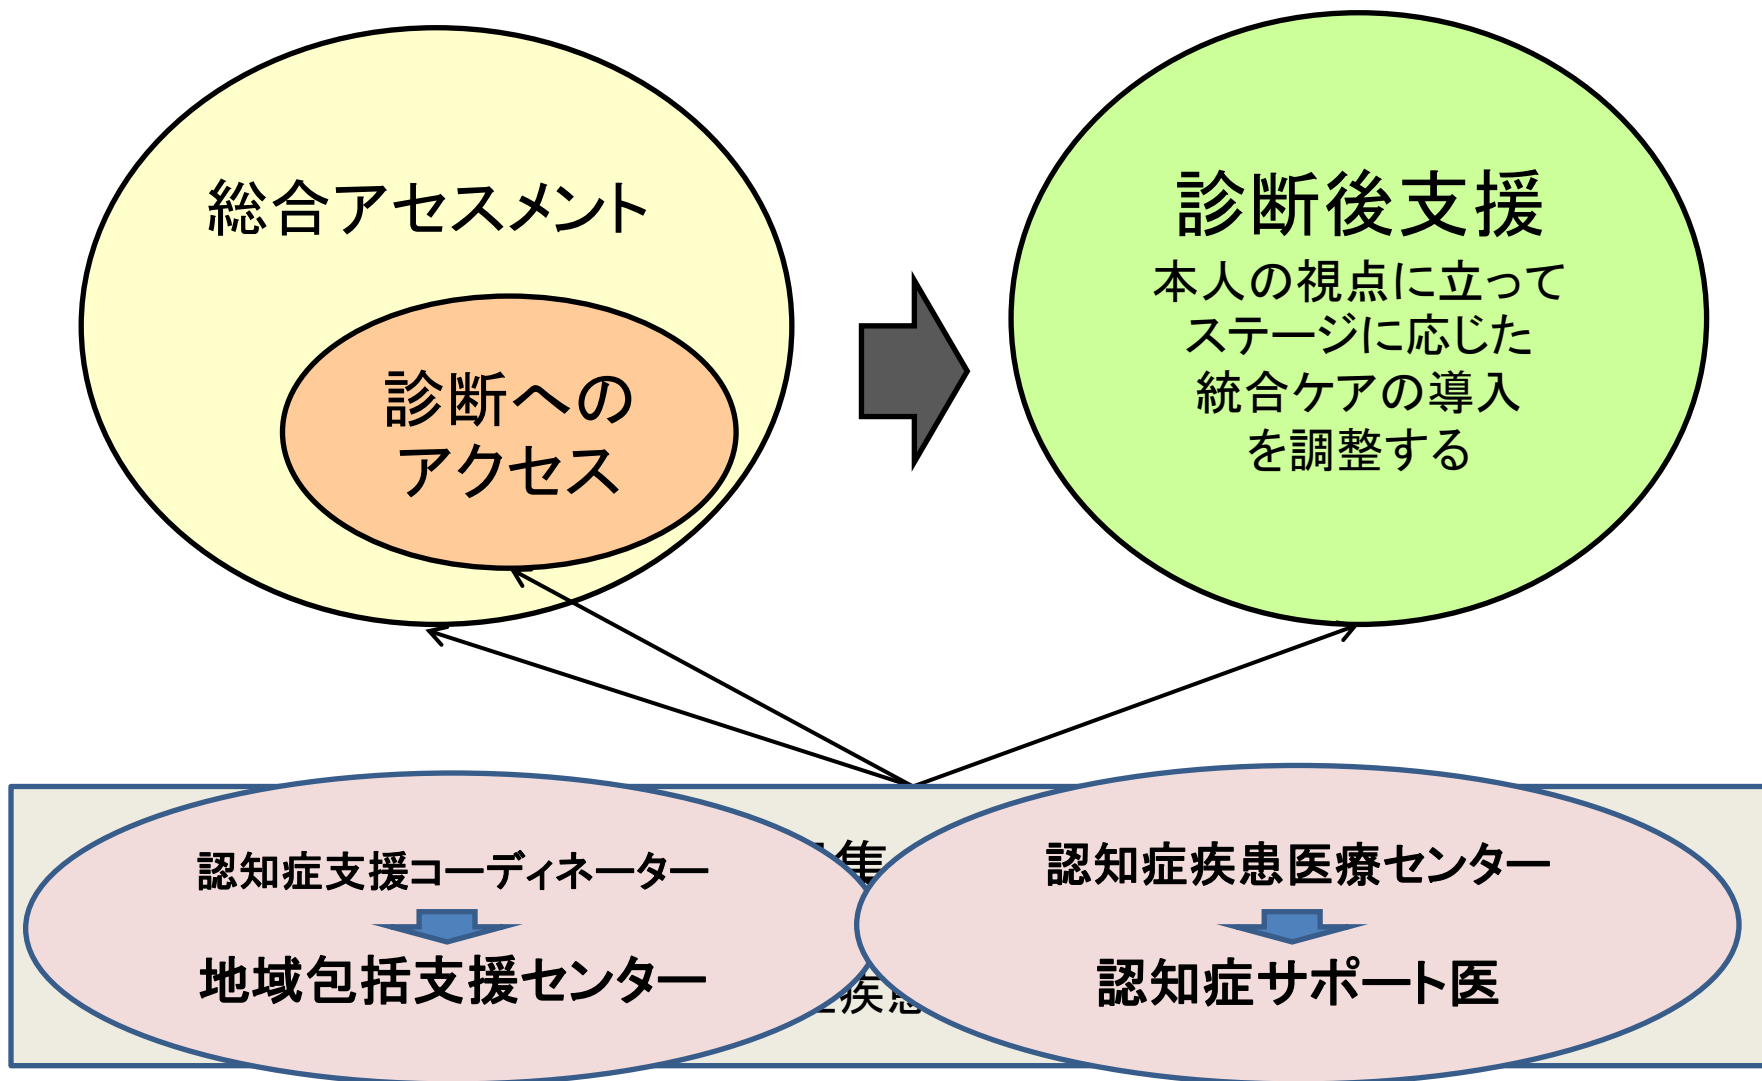 総合アセスメント
診断への
アクセス
診断後支援
本人の視点に立って
ステージに応じた
統合ケアの導入
を調整する
認知症支援コーディネーター
地域包括支援センター
集
疾患
認知症疾患医療センター
認知症サポート医